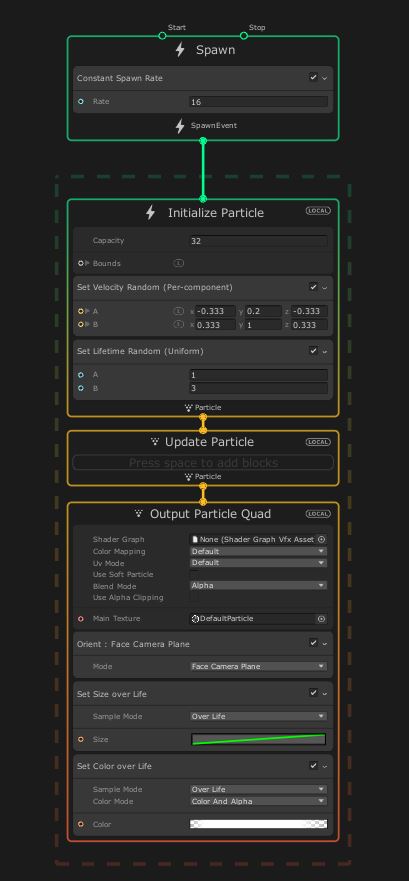 Start Stop
Spawn
Constant Spawn Rate
Rate 16
SpawnEvent
Initialize Particle LOCAL
Capacity 32
Bounds L
Set Velocity Random (Per-component)
A L x -0.333 y 0.2 z -0.333
B L x 0.333 y 1 z 0.333
Set Lifetime Random (Uniform)
A 1
B 3
Particle
Update Particle LOCAL
Press space to add blocks
Particle
Output Particle Quad LOCAL
Shader Graph None (Shader Graph Vfx Asset
Color Mapping Default
Uv Mode Default
Use Soft Particle
Blend Mode Alpha
Use Alpha Clipping
Main Texture DefaultParticle
Orient : Face Camera Plane
Mode Face Camera Plane
Set Size over Life
Sample Mode Over Life
Size
Set Color over Life
Sample Mode Over Life
Color Mode Color And Alpha
Color